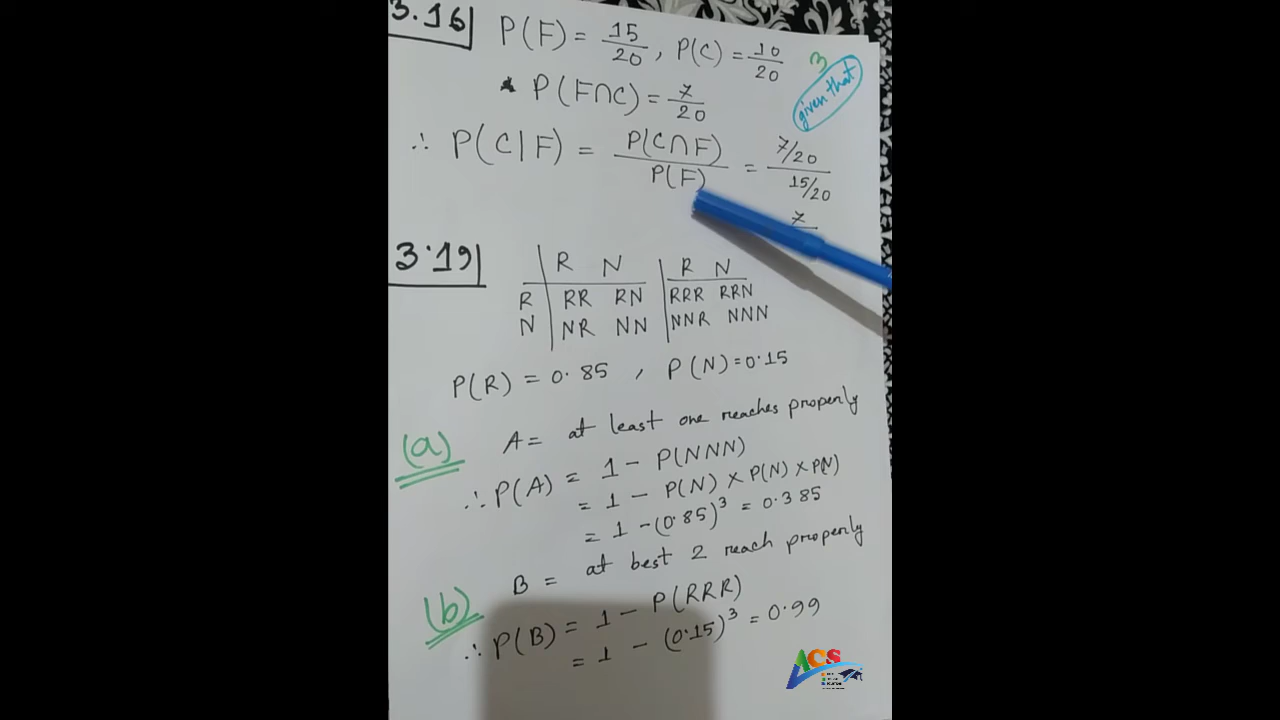 3.16
P(F) = 15/20 , P(C) = 10/20
3
given that
P(F∩C) = 7/20
∴ P(C|F) = P(C∩F)/P(F) = 7/20 / 15/20
7
3.19
R N R N
R RR RN RRR RRN
N NR NN NNR NNN
P(R) = 0.85 , P(N) = 0.15
(a) A = at least one reaches properly
∴ P(A) = 1 - P(NNN)
= 1 - P(N) × P(N) × P(N)
= 1 - (0.85)³ = 0.385
(b) B = at best 2 reach properly
∴ P(B) = 1 - P(RRR)
= 1 - (0.15)³ = 0.99
ACS